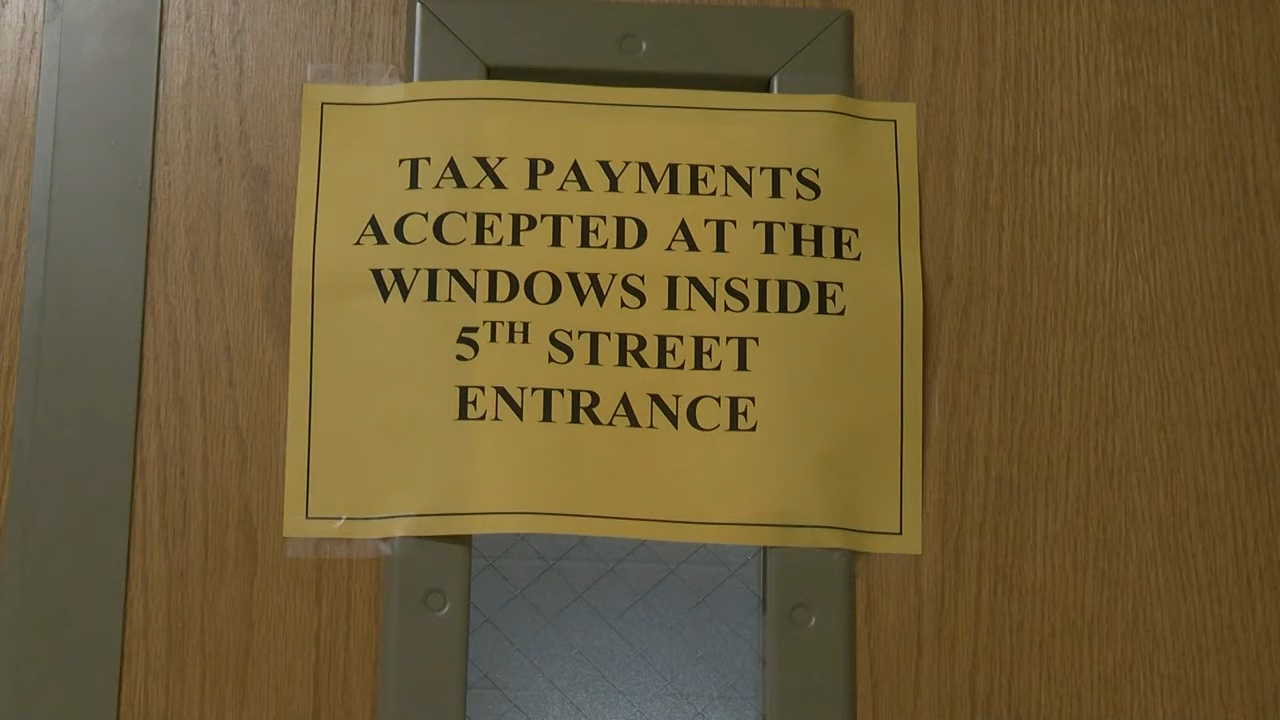 TAX PAYMENTS
ACCEPTED AT THE
WINDOWS INSIDE
5TH STREET
ENTRANCE